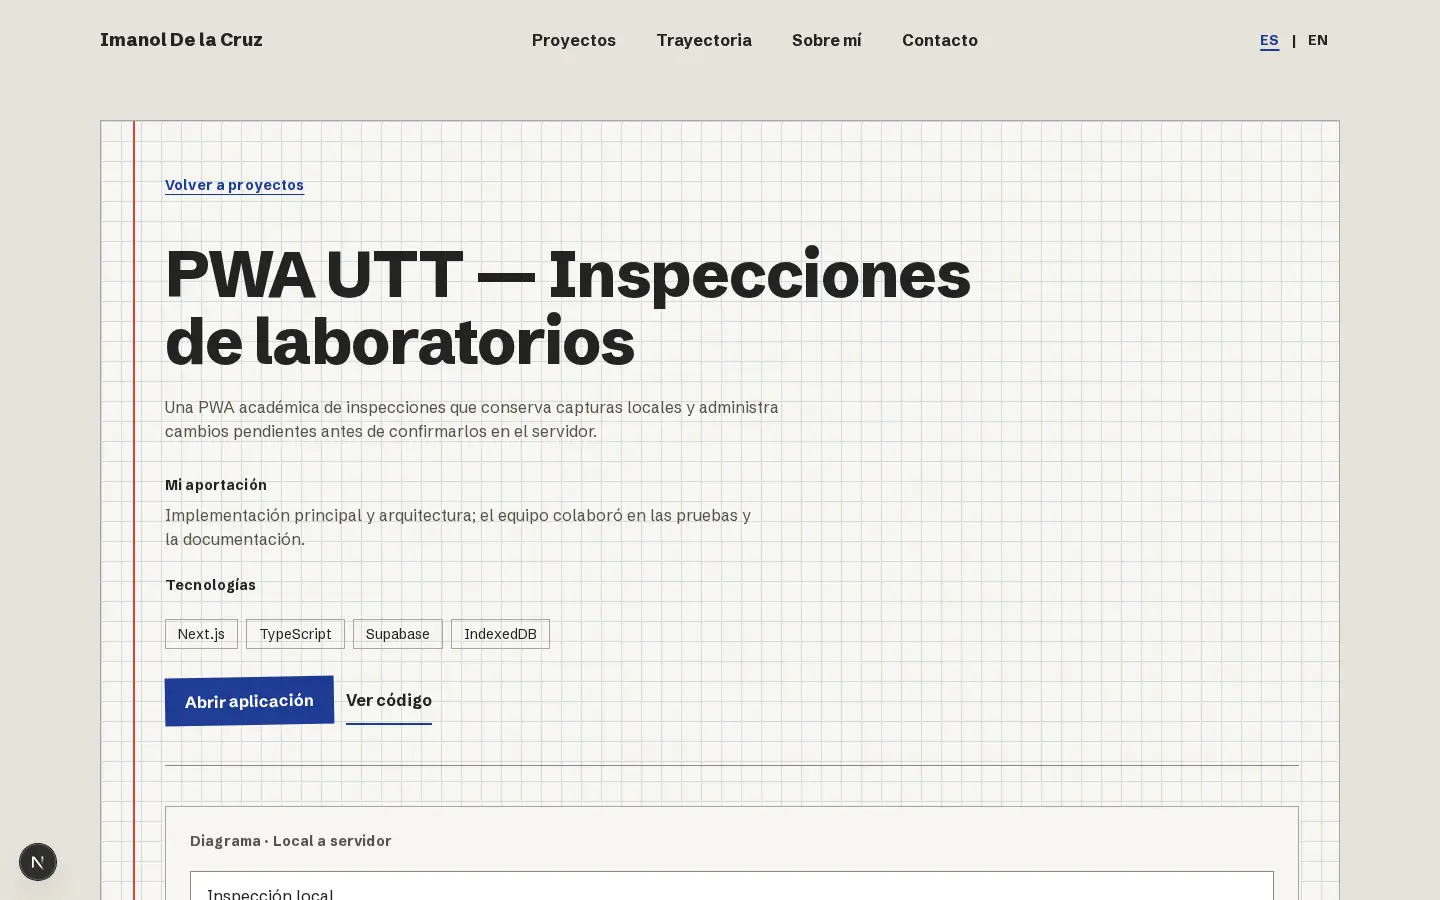 Imanol De la Cruz
Proyectos
Trayectoria
Sobre mí
Contacto
ES | EN
Volver a proyectos
PWA UTT — Inspecciones
de laboratorios
Una PWA académica de inspecciones que conserva capturas locales y administra
cambios pendientes antes de confirmarlos en el servidor.
Mi aportación
Implementación principal y arquitectura; el equipo colaboró en las pruebas y
la documentación.
Tecnologías
Next.js
TypeScript
Supabase
IndexedDB
Abrir aplicación
Ver código
Diagrama · Local a servidor
Inspección local
N